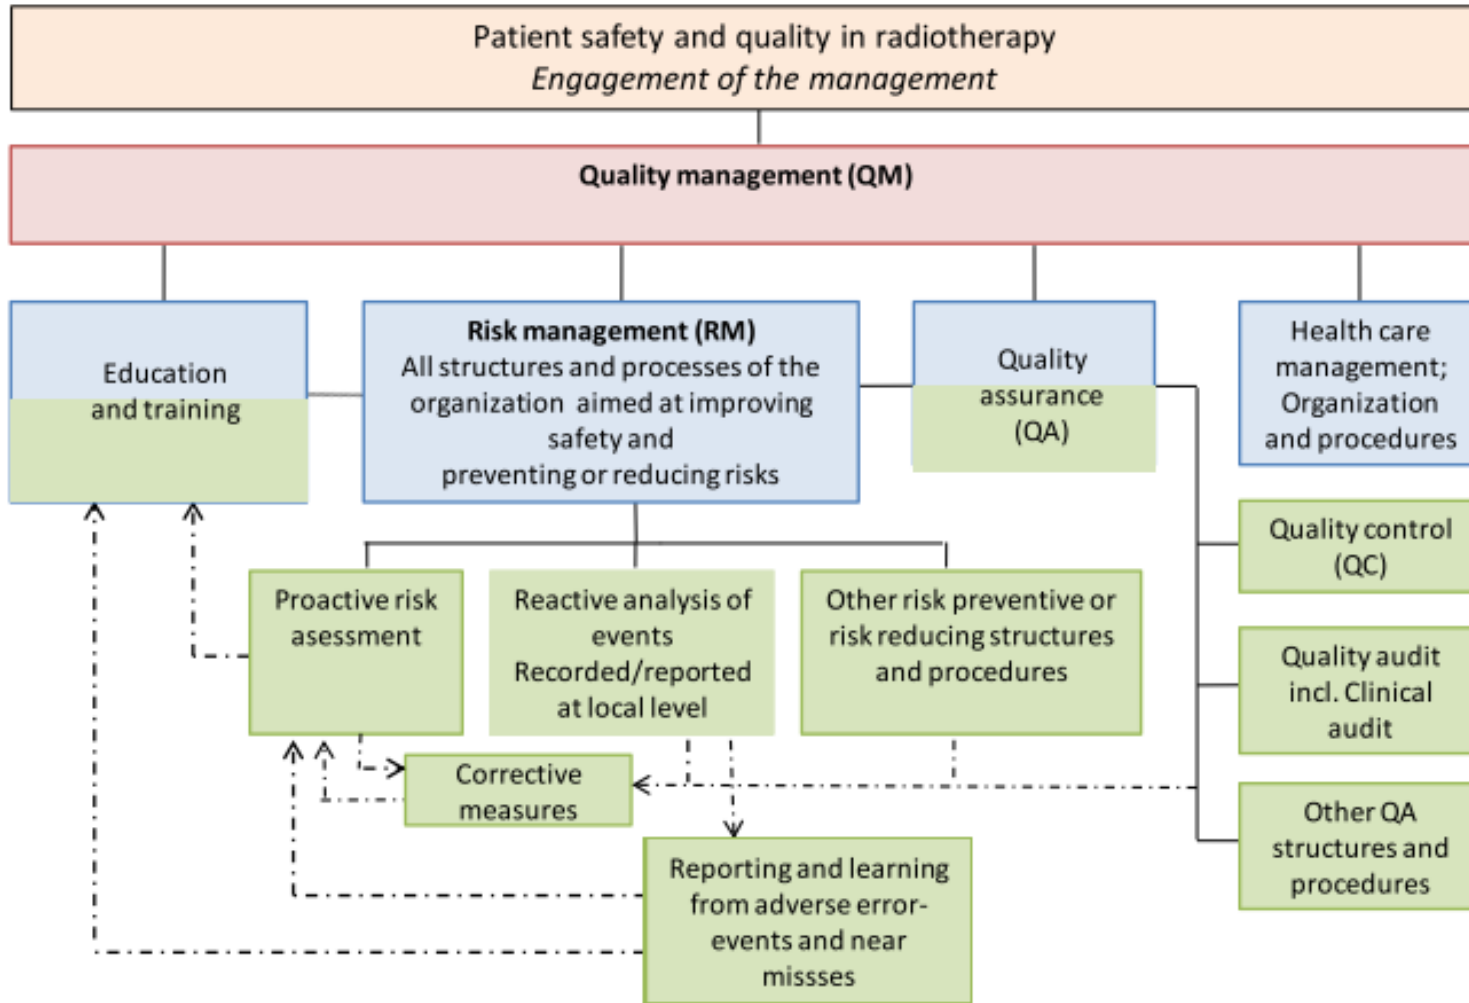 Patient safety and quality in radiotherapy
Engagement of the management
Quality management (QM)
Education
and training
Risk management (RM)
All structures and processes of the
organization aimed at improving
safety and
preventing or reducing risks
Quality
assurance
(QA)
Health care
management;
Organization
and procedures
Proactive risk
asessment
Reactive analysis of
events
Recorded/reported
at local level
Other risk preventive or
risk reducing structures
and procedures
Quality control
(QC)
Quality audit
incl. Clinical
audit
Other QA
structures and
procedures
Corrective
measures
Reporting and learning
from adverse error-
events and near
missses